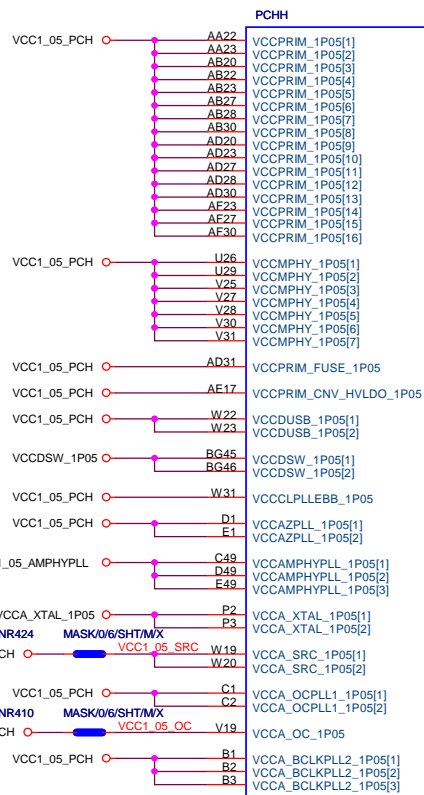 PCHH
VCC1_05_PCH AA22 VCCPRIM_1P05[1]
AA23 VCCPRIM_1P05[2]
AB20 VCCPRIM_1P05[3]
AB22 VCCPRIM_1P05[4]
AB23 VCCPRIM_1P05[5]
AB27 VCCPRIM_1P05[6]
AB28 VCCPRIM_1P05[7]
AB30 VCCPRIM_1P05[8]
AD20 VCCPRIM_1P05[9]
AD23 VCCPRIM_1P05[10]
AD27 VCCPRIM_1P05[11]
AD28 VCCPRIM_1P05[12]
AD30 VCCPRIM_1P05[13]
AF23 VCCPRIM_1P05[14]
AF27 VCCPRIM_1P05[15]
AF30 VCCPRIM_1P05[16]
VCC1_05_PCH U26 VCCMPHY_1P05[1]
U29 VCCMPHY_1P05[2]
V25 VCCMPHY_1P05[3]
V27 VCCMPHY_1P05[4]
V28 VCCMPHY_1P05[5]
V30 VCCMPHY_1P05[6]
V31 VCCMPHY_1P05[7]
VCC1_05_PCH AD31 VCCPRIM_FUSE_1P05
VCC1_05_PCH AE17 VCCPRIM_CNV_HVLDO_1P05
VCC1_05_PCH W22 VCCDUSB_1P05[1]
W23 VCCDUSB_1P05[2]
VCCDSW_1P05 BG45 VCCDSW_1P05[1]
BG46 VCCDSW_1P05[2]
VCC1_05_PCH W31 VCCCLPLLEBB_1P05
VCC1_05_PCH D1 VCCAZPLL_1P05[1]
E1 VCCAZPLL_1P05[2]
_05_AMPHYPLL C49 VCCAMPHYPLL_1P05[1]
D49 VCCAMPHYPLL_1P05[2]
E49 VCCAMPHYPLL_1P05[3]
VCCA_XTAL_1P05 P2 VCCA_XTAL_1P05[1]
P3 VCCA_XTAL_1P05[2]
NR424 MASK/0/6/SHT/M/X
CH VCC1_05_SRC W19 VCCA_SRC_1P05[1]
W20 VCCA_SRC_1P05[2]
VCC1_05_PCH C1 VCCA_OCPLL1_1P05[1]
C2 VCCA_OCPLL1_1P05[2]
NR410 MASK/0/6/SHT/M/X
CH VCC1_05_OC V19 VCCA_OC_1P05
VCC1_05_PCH B1 VCCA_BCLKPLL2_1P05[1]
B2 VCCA_BCLKPLL2_1P05[2]
B3 VCCA_BCLKPLL2_1P05[3]